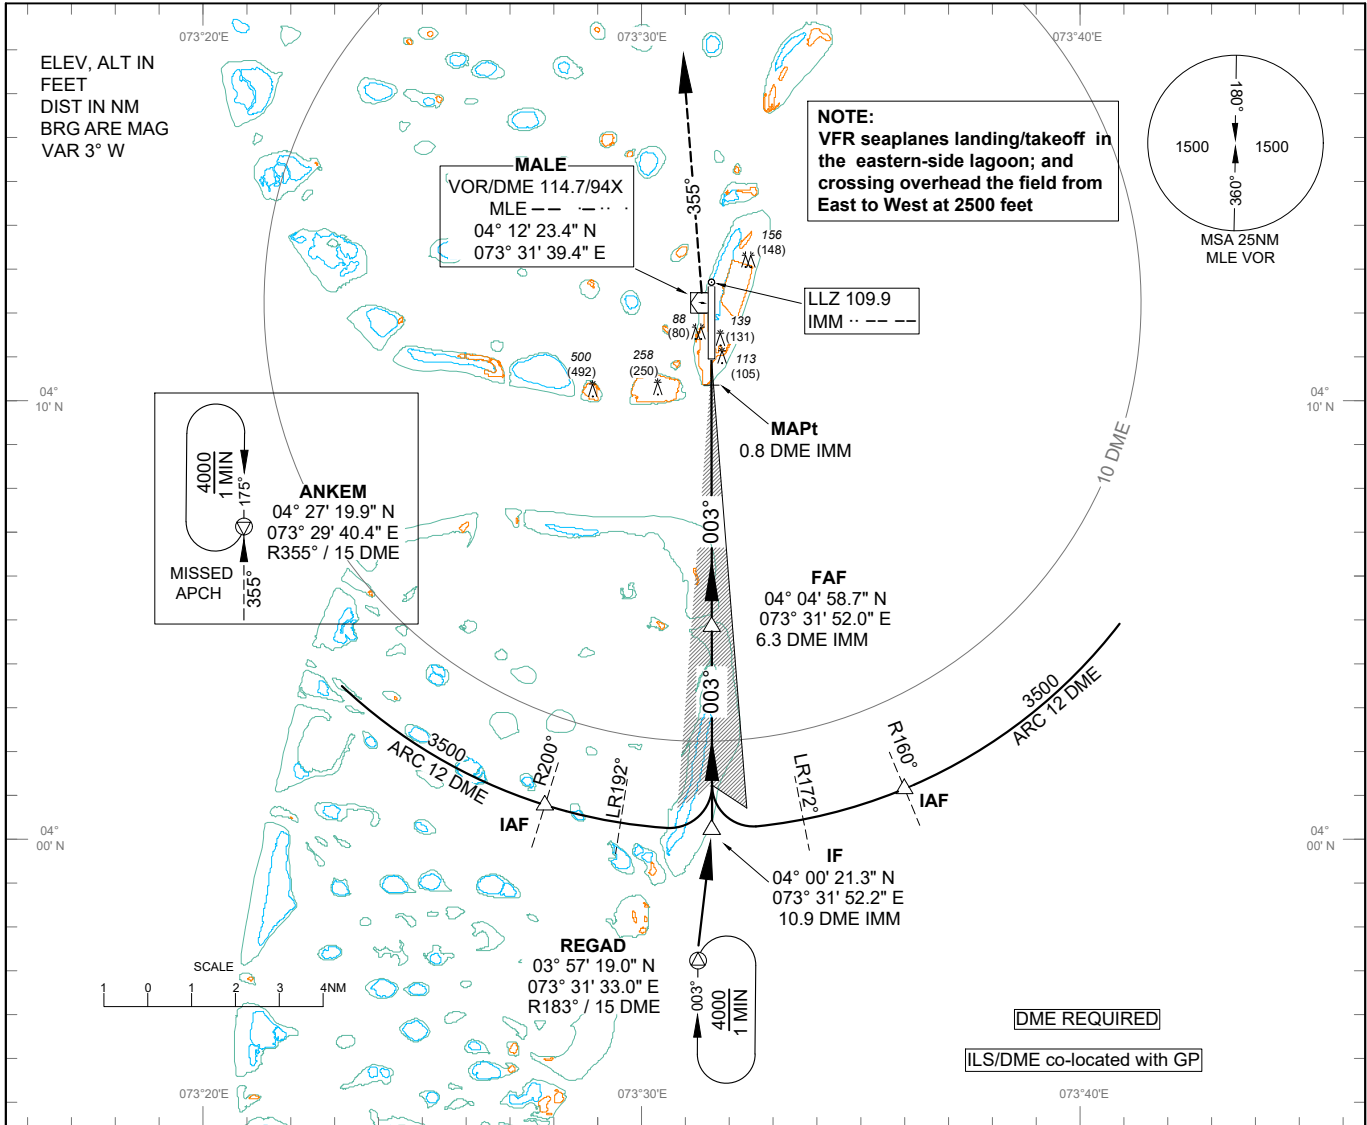 073°20'E
073°30'E
073°40'E
ELEV, ALT IN
FEET
DIST IN NM
BRG ARE MAG
VAR 3° W
180°
1500
1500
360°
MSA 25NM
MLE VOR
NOTE:
VFR seaplanes landing/takeoff in
the eastern-side lagoon; and
crossing overhead the field from
East to West at 2500 feet
MALE
VOR/DME 114.7/94X
MLE
04° 12' 23.4" N
073° 31' 39.4" E
355°
156
(148)
LLZ 109.9
IMM
88
(80)
139
(131)
113
(105)
500
(492)
258
(250)
04°
10' N
04°
10' N
MAPt
0.8 DME IMM
10 DME
4000
1 MIN
175°
ANKEM
04° 27' 19.9" N
073° 29' 40.4" E
R355° / 15 DME
MISSED
APCH
355°
003°
FAF
04° 04' 58.7" N
073° 31' 52.0" E
6.3 DME IMM
003°
3500
ARC 12 DME
R200°
LR192°
IAF
3500
ARC 12 DME
R160°
LR172°
IAF
04°
00' N
04°
00' N
IF
04° 00' 21.3" N
073° 31' 52.2" E
10.9 DME IMM
REGAD
03° 57' 19.0" N
073° 31' 33.0" E
R183° / 15 DME
003°
4000
1 MIN
SCALE
1 0 1 2 3 4NM
DME REQUIRED
ILS/DME co-located with GP
073°20'E
073°30'E
073°40'E